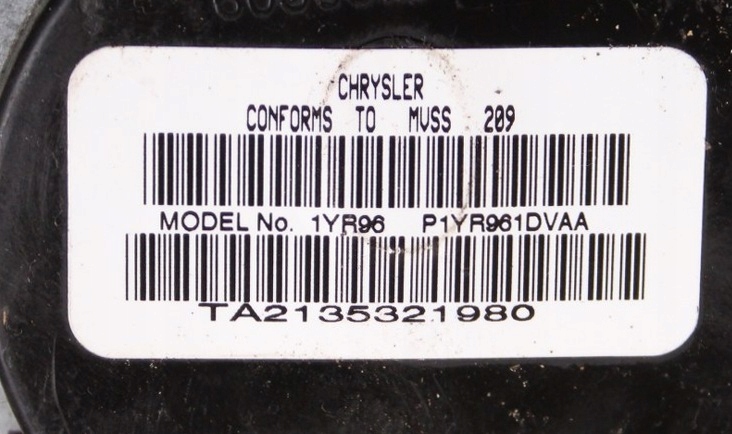 CHRYSLER
CONFORMS TO MVSS 209
MODEL No. 1YR96 P1YR961DVAA
TA2135321980